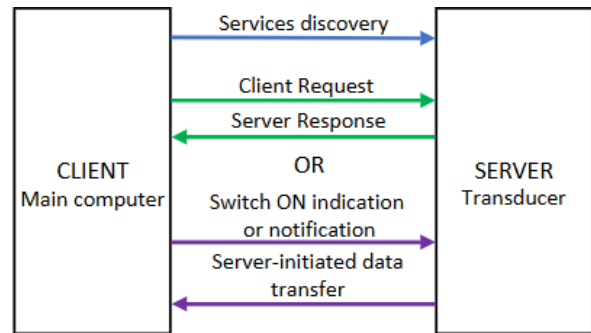 Services discovery
Client Request
Server Response
OR
CLIENT
Main computer
SERVER
Transducer
Switch ON indication
or notification
Server-initiated data
transfer